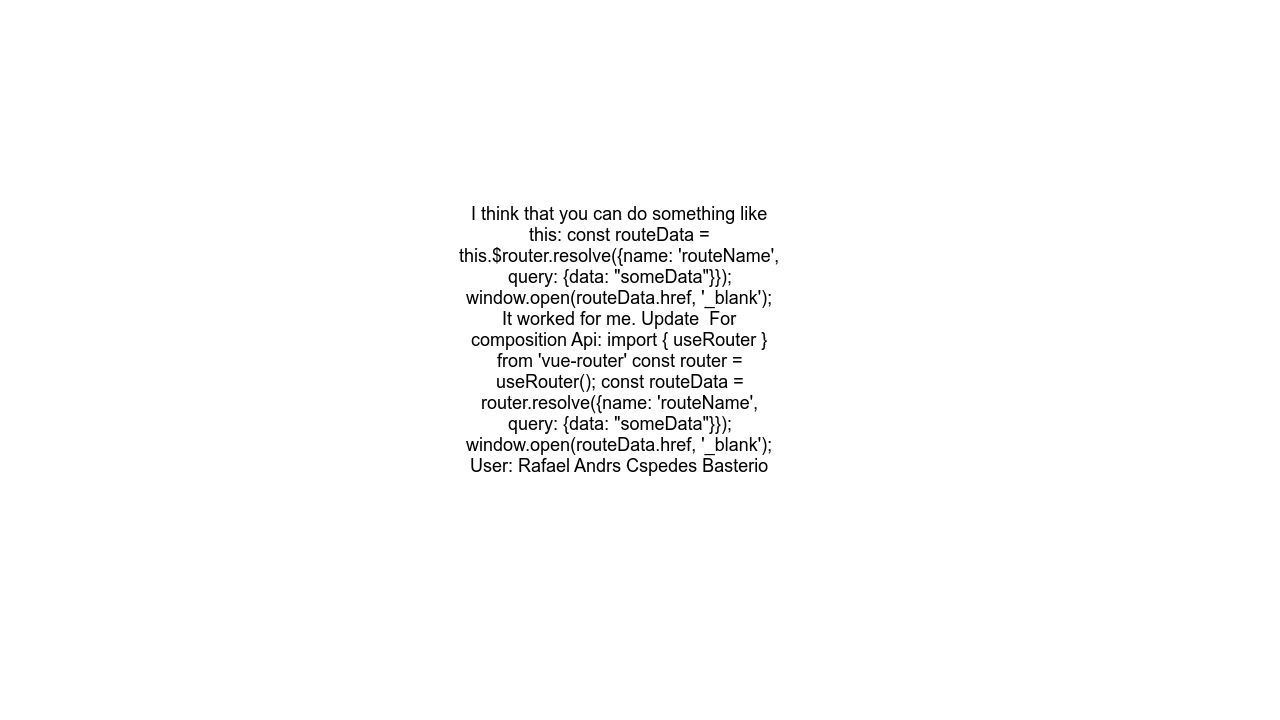 I think that you can do something like
this: const routeData =
this.$router.resolve({name: 'routeName',
query: {data: "someData"}});
window.open(routeData.href, '_blank');
It worked for me. Update  For
composition Api: import { useRouter }
from 'vue-router' const router =
useRouter(); const routeData =
router.resolve({name: 'routeName',
query: {data: "someData"}});
window.open(routeData.href, '_blank');
User: Rafael Andrs Cspedes Basterio